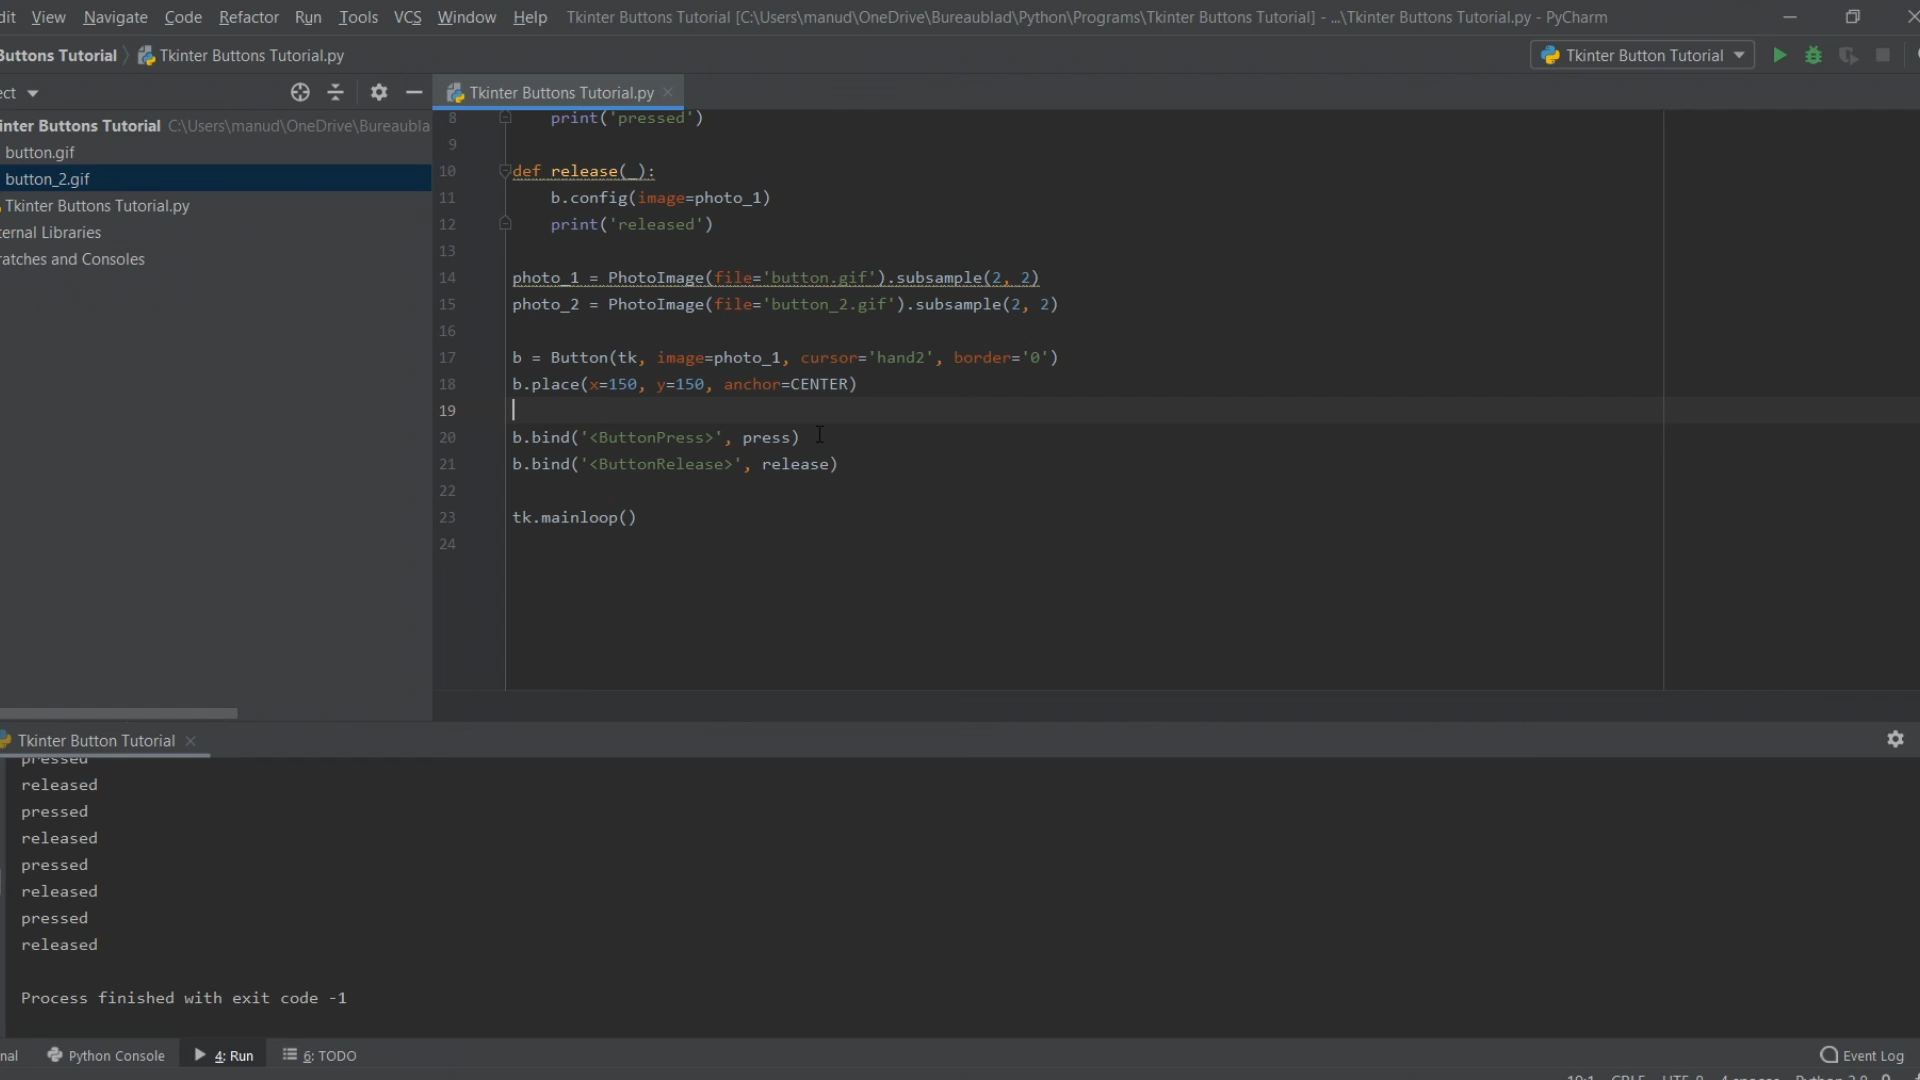 dit View Navigate Code Refactor Run Tools VCS Window Help Tkinter Buttons Tutorial [C:\Users\manud\OneDrive\Bureaublad\Python\Programs\Tkinter Buttons Tutorial] - ...\Tkinter Buttons Tutorial.py - PyCharm
Buttons Tutorial Tkinter Buttons Tutorial.py Tkinter Button Tutorial
ect Tkinter Buttons Tutorial.py
inter Buttons Tutorial C:\Users\manud\OneDrive\Bureaubla
button.gif
button_2.gif
Tkinter Buttons Tutorial.py
ernal Libraries
ratches and Consoles
8 print('pressed')
9
10 def release(_):
11 b.config(image=photo_1)
12 print('released')
13
14 photo_1 = PhotoImage(file='button.gif').subsample(2, 2)
15 photo_2 = PhotoImage(file='button_2.gif').subsample(2, 2)
16
17 b = Button(tk, image=photo_1, cursor='hand2', border='0')
18 b.place(x=150, y=150, anchor=CENTER)
19
20 b.bind('<ButtonPress>', press)
21 b.bind('<ButtonRelease>', release)
22
23 tk.mainloop()
24
Tkinter Button Tutorial
pressed
released
pressed
released
pressed
released
pressed
released
Process finished with exit code -1
nal Python Console 4: Run 6: TODO Event Log